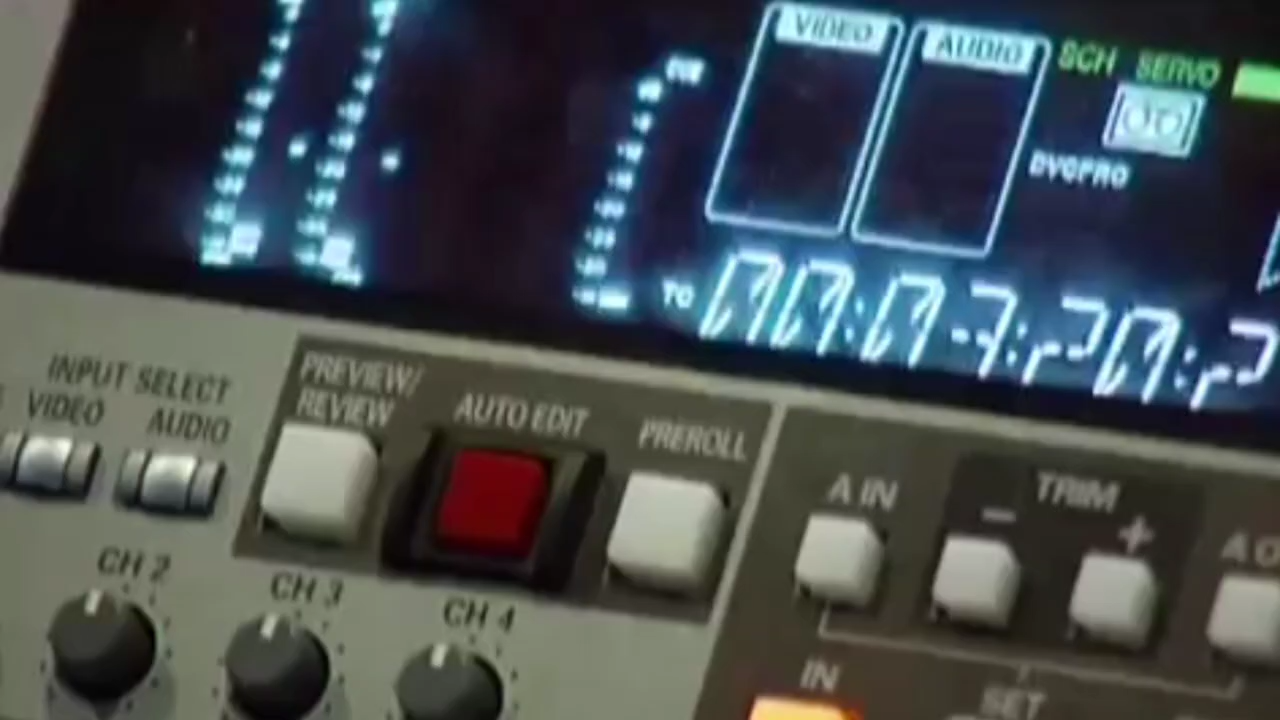 VIDEO AUDIO SCH SERVO
DVCPRO
TC
INPUT SELECT
VIDEO AUDIO
PREVIEW/
REVIEW
AUTO EDIT
PREROLL
A IN
TRIM
- +
CH 2
CH 3
CH 4
IN
SET